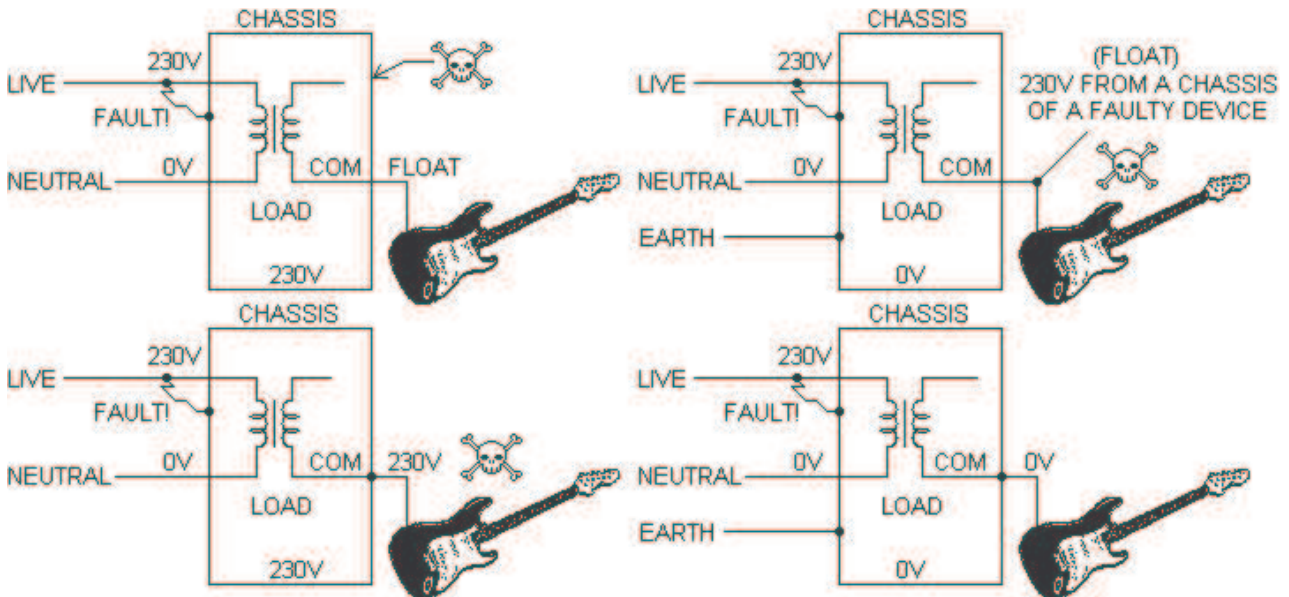 CHASSIS
230V
LIVE
FAULT!
0V
COM
FLOAT
NEUTRAL
LOAD
230V
CHASSIS
(FLOAT)
230V FROM A CHASSIS
OF A FAULTY DEVICE
230V
LIVE
FAULT!
0V
COM
NEUTRAL
LOAD
EARTH
0V
CHASSIS
230V
LIVE
FAULT!
0V
COM
230V
NEUTRAL
LOAD
230V
CHASSIS
230V
LIVE
FAULT!
0V
COM
0V
NEUTRAL
LOAD
EARTH
0V